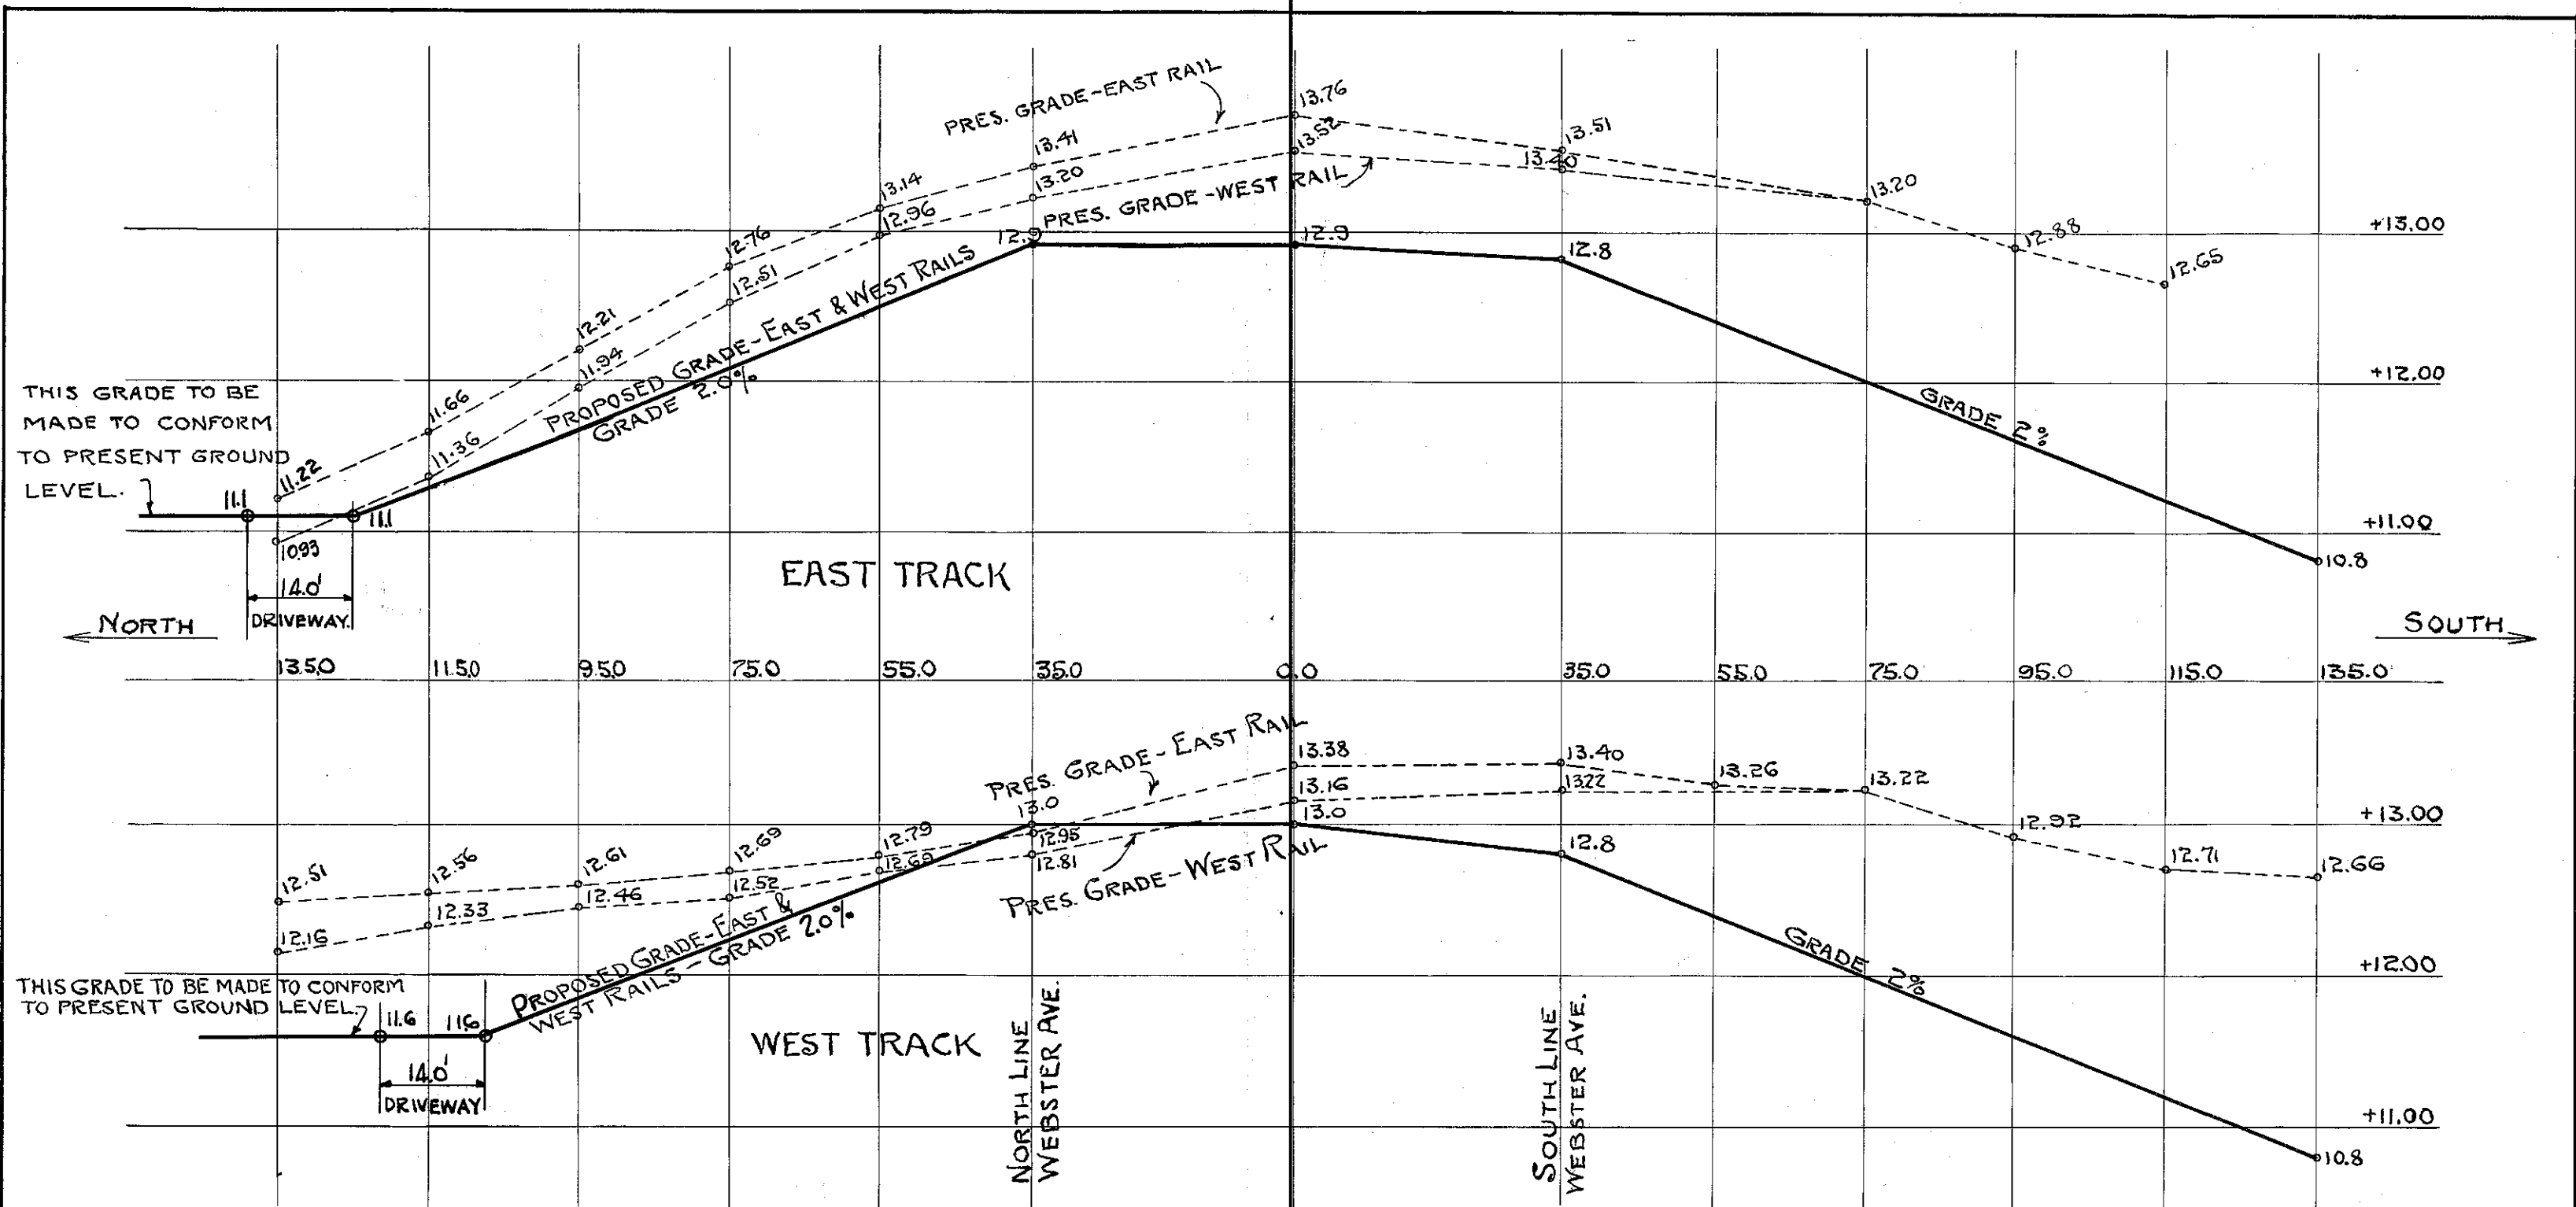 PRES. GRADE-EAST RAIL
13.76
13.52
13.51
13.40
13.41
13.20
13.14
12.96
PRES. GRADE-WEST RAIL
13.20
12.76
12.51
12.9
12.9
12.8
12.88
+13.00
12.65
12.21
11.94
PROPOSED GRADE-EAST & WEST RAILS
GRADE 2.0%
+12.00
GRADE 2%
THIS GRADE TO BE
MADE TO CONFORM
TO PRESENT GROUND
LEVEL.
11.66
11.36
11.22
11.1
11.1
10.93
+11.00
10.8
14.0'
DRIVEWAY.
EAST TRACK
NORTH
SOUTH
135.0 115.0 95.0 75.0 55.0 35.0 0.0 35.0 55.0 75.0 95.0 115.0 135.0
PRES. GRADE-EAST RAIL
13.38
13.40
13.26
13.22
13.16
13.22
13.0
13.0
+13.00
12.95
12.81
12.8
12.92
12.71
12.66
12.51
12.56
12.61
12.69
12.79
12.16
12.33
12.46
12.52
12.69
PRES. GRADE-WEST RAIL
PROPOSED GRADE-EAST &
WEST RAILS-GRADE 2.0%
GRADE 2%
+12.00
THIS GRADE TO BE MADE TO CONFORM
TO PRESENT GROUND LEVEL.
11.6
11.6
14.0'
DRIVEWAY
WEST TRACK
NORTH LINE
WEBSTER AVE.
SOUTH LINE
WEBSTER AVE.
+11.00
10.8